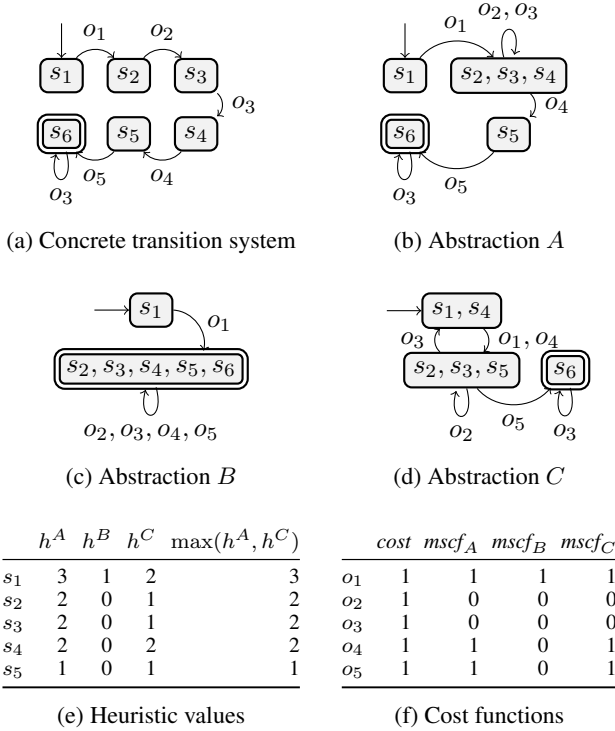 o₁ o₂
s₁ s₂ s₃
o₃
s₆ s₅ s₄
o₃ o₅ o₄
(a) Concrete transition system
o₂, o₃
o₁
s₁ s₂, s₃, s₄
o₄
s₆ s₅
o₃ o₅
(b) Abstraction A
s₁
o₁
s₂, s₃, s₄, s₅, s₆
o₂, o₃, o₄, o₅
(c) Abstraction B
s₁, s₄
o₃ o₁, o₄
s₂, s₃, s₅ s₆
o₂ o₅ o₃
(d) Abstraction C
hᴬ hᴮ hᶜ max(hᴬ, hᶜ)
s₁ 3 1 2 3
s₂ 2 0 1 2
s₃ 2 0 1 2
s₄ 2 0 2 2
s₅ 1 0 1 1
(e) Heuristic values
cost mscf_A mscf_B mscf_C
o₁ 1 1 1 1
o₂ 1 0 0 0
o₃ 1 0 0 0
o₄ 1 1 0 1
o₅ 1 1 0 1
(f) Cost functions